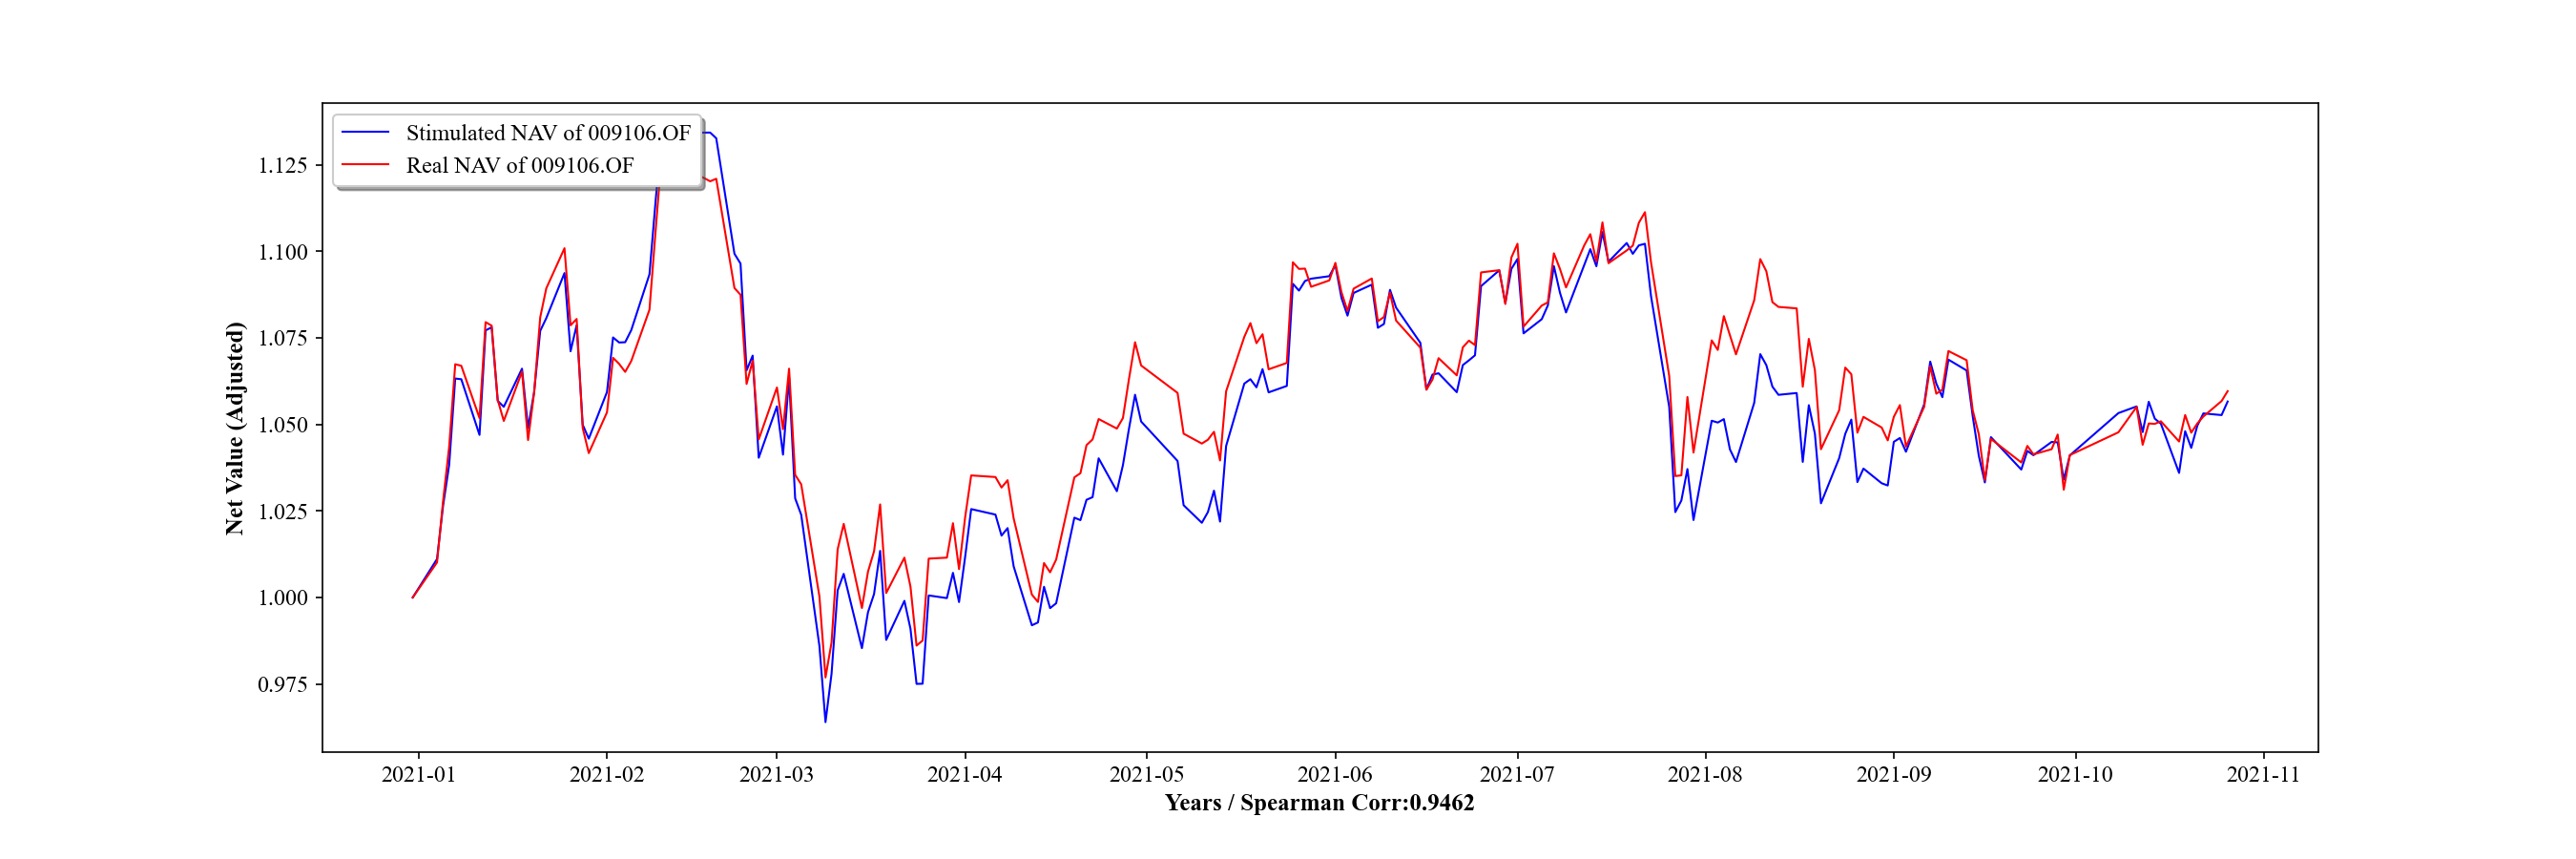 Stimulated NAV of 009106.OF
Real NAV of 009106.OF
1.125
1.100
1.075
1.050
1.025
1.000
0.975
Net Value (Adjusted)
2021-01 2021-02 2021-03 2021-04 2021-05 2021-06 2021-07 2021-08 2021-09 2021-10 2021-11
Years / Spearman Corr:0.9462